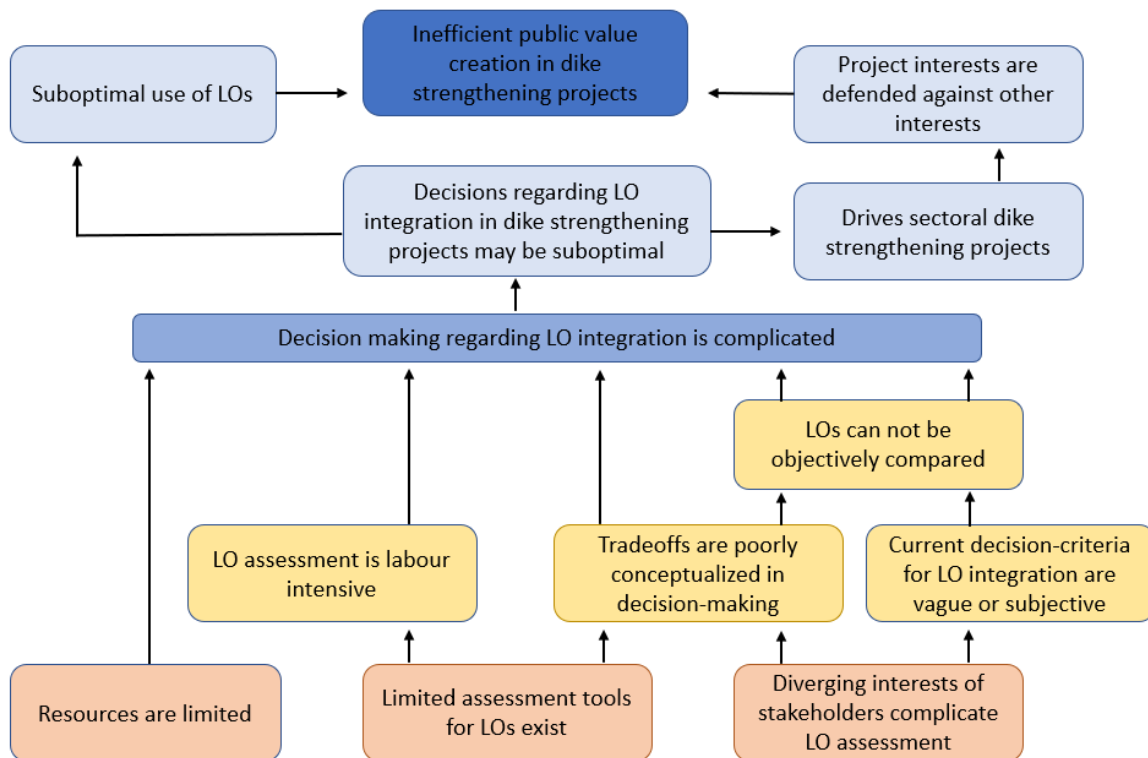 Inefficient public value
creation in dike
strengthening projects
Suboptimal use of LOs
Project interests are
defended against other
interests
Decisions regarding LO
integration in dike strengthening
projects may be suboptimal
Drives sectoral dike
strengthening projects
Decision making regarding LO integration is complicated
LOs can not be
objectively compared
LO assessment is labour
intensive
Tradeoffs are poorly
conceptualized in
decision-making
Current decision-criteria
for LO integration are
vague or subjective
Resources are limited
Limited assessment tools
for LOs exist
Diverging interests of
stakeholders complicate
LO assessment